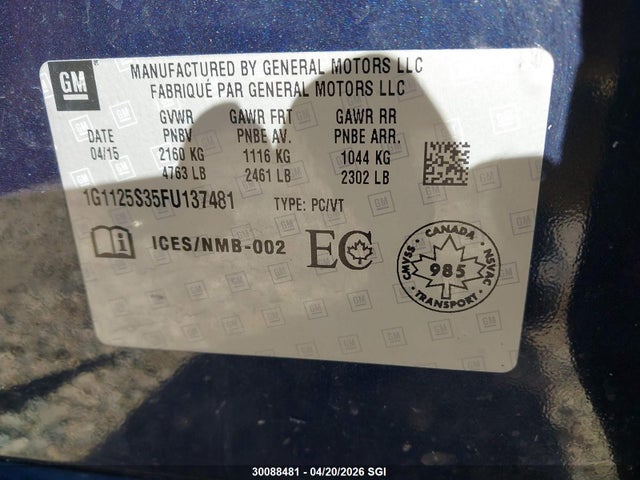 GM
MANUFACTURED BY GENERAL MOTORS LLC
FABRIQUÉ PAR GENERAL MOTORS LLC
GVWR GAWR FRT GAWR RR
DATE PNBV PNBE AV. PNBE ARR.
04/15 2160 KG 1116 KG 1044 KG
4763 LB 2461 LB 2302 LB
1G1125S35FU137481 TYPE: PC/VT
ICES/NMB-002 EC
CANADA
CMVSS 985 NSVAC
TRANSPORT
30088481 - 04/20/2026 SGI